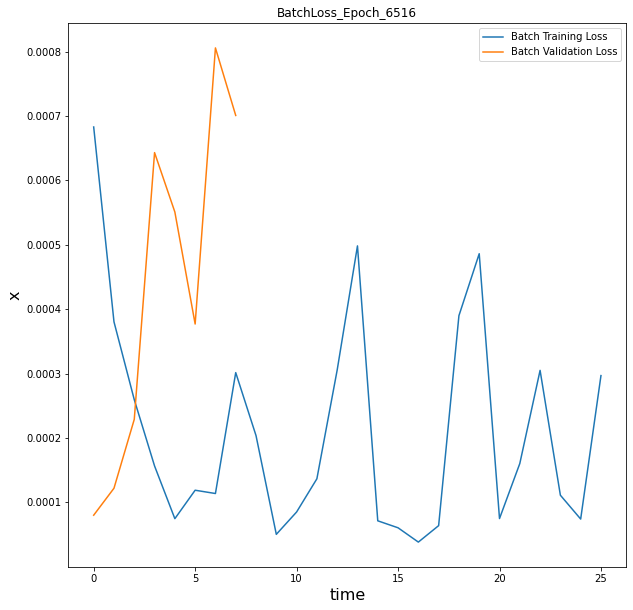 BatchLoss_Epoch_6516
Batch Training Loss
Batch Validation Loss
0.0008
0.0007
0.0006
0.0005
0.0004
0.0003
0.0002
0.0001
x
0 5 10 15 20 25
time